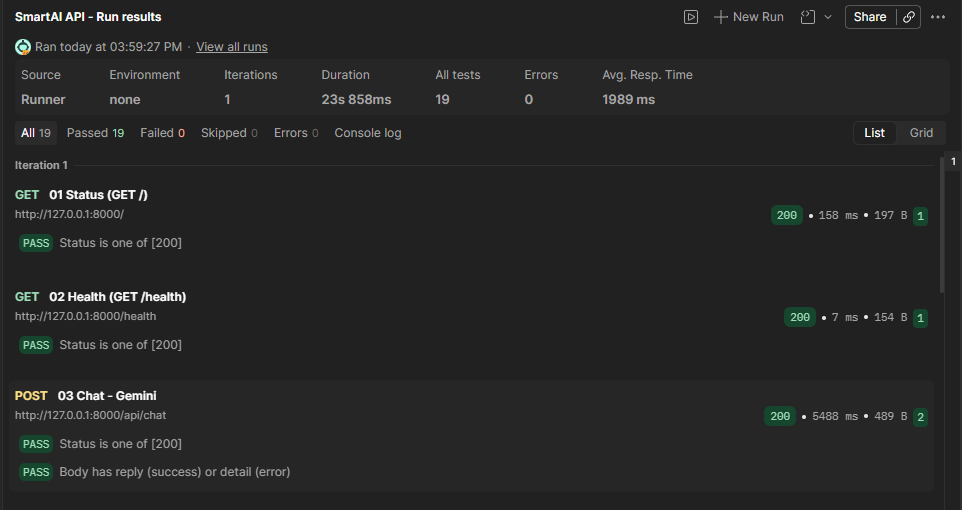 SmartAI API - Run results
New Run
Share
Ran today at 03:59:27 PM · View all runs
Source Environment Iterations Duration All tests Errors Avg. Resp. Time
Runner none 1 23s 858ms 19 0 1989 ms
All 19 Passed 19 Failed 0 Skipped 0 Errors 0 Console log List Grid
Iteration 1
1
GET 01 Status (GET /)
http://127.0.0.1:8000/
200 • 158 ms • 197 B 1
PASS Status is one of [200]
GET 02 Health (GET /health)
http://127.0.0.1:8000/health
200 • 7 ms • 154 B 1
PASS Status is one of [200]
POST 03 Chat - Gemini
http://127.0.0.1:8000/api/chat
200 • 5488 ms • 489 B 2
PASS Status is one of [200]
PASS Body has reply (success) or detail (error)